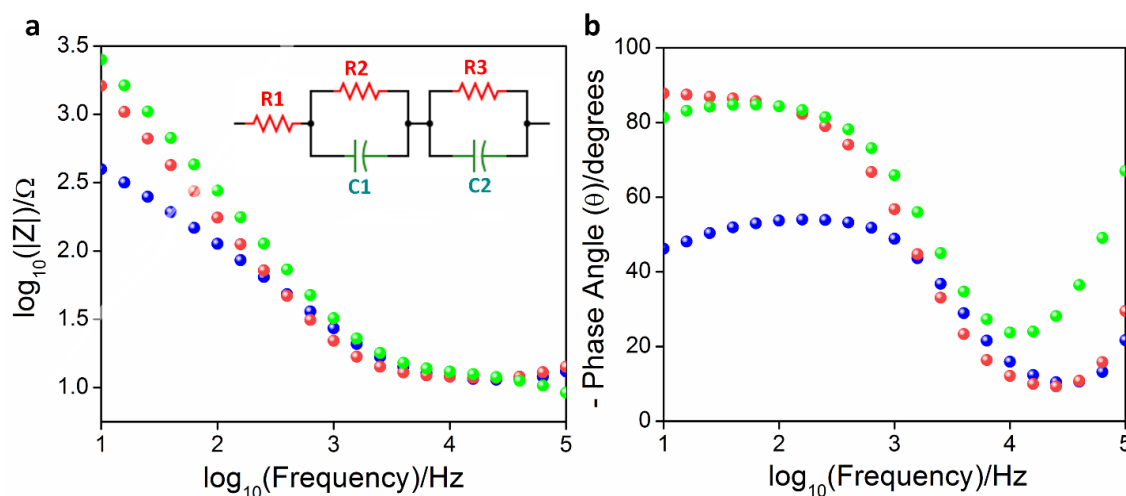 a
3.5
3.0
2.5
2.0
1.5
1.0
log10(|Z|)/Ω
R1
R2
C1
R3
C2
1 2 3 4 5
log10(Frequency)/Hz
b
100
80
60
40
20
0
- Phase Angle (θ)/degrees
1 2 3 4 5
log10(Frequency)/Hz